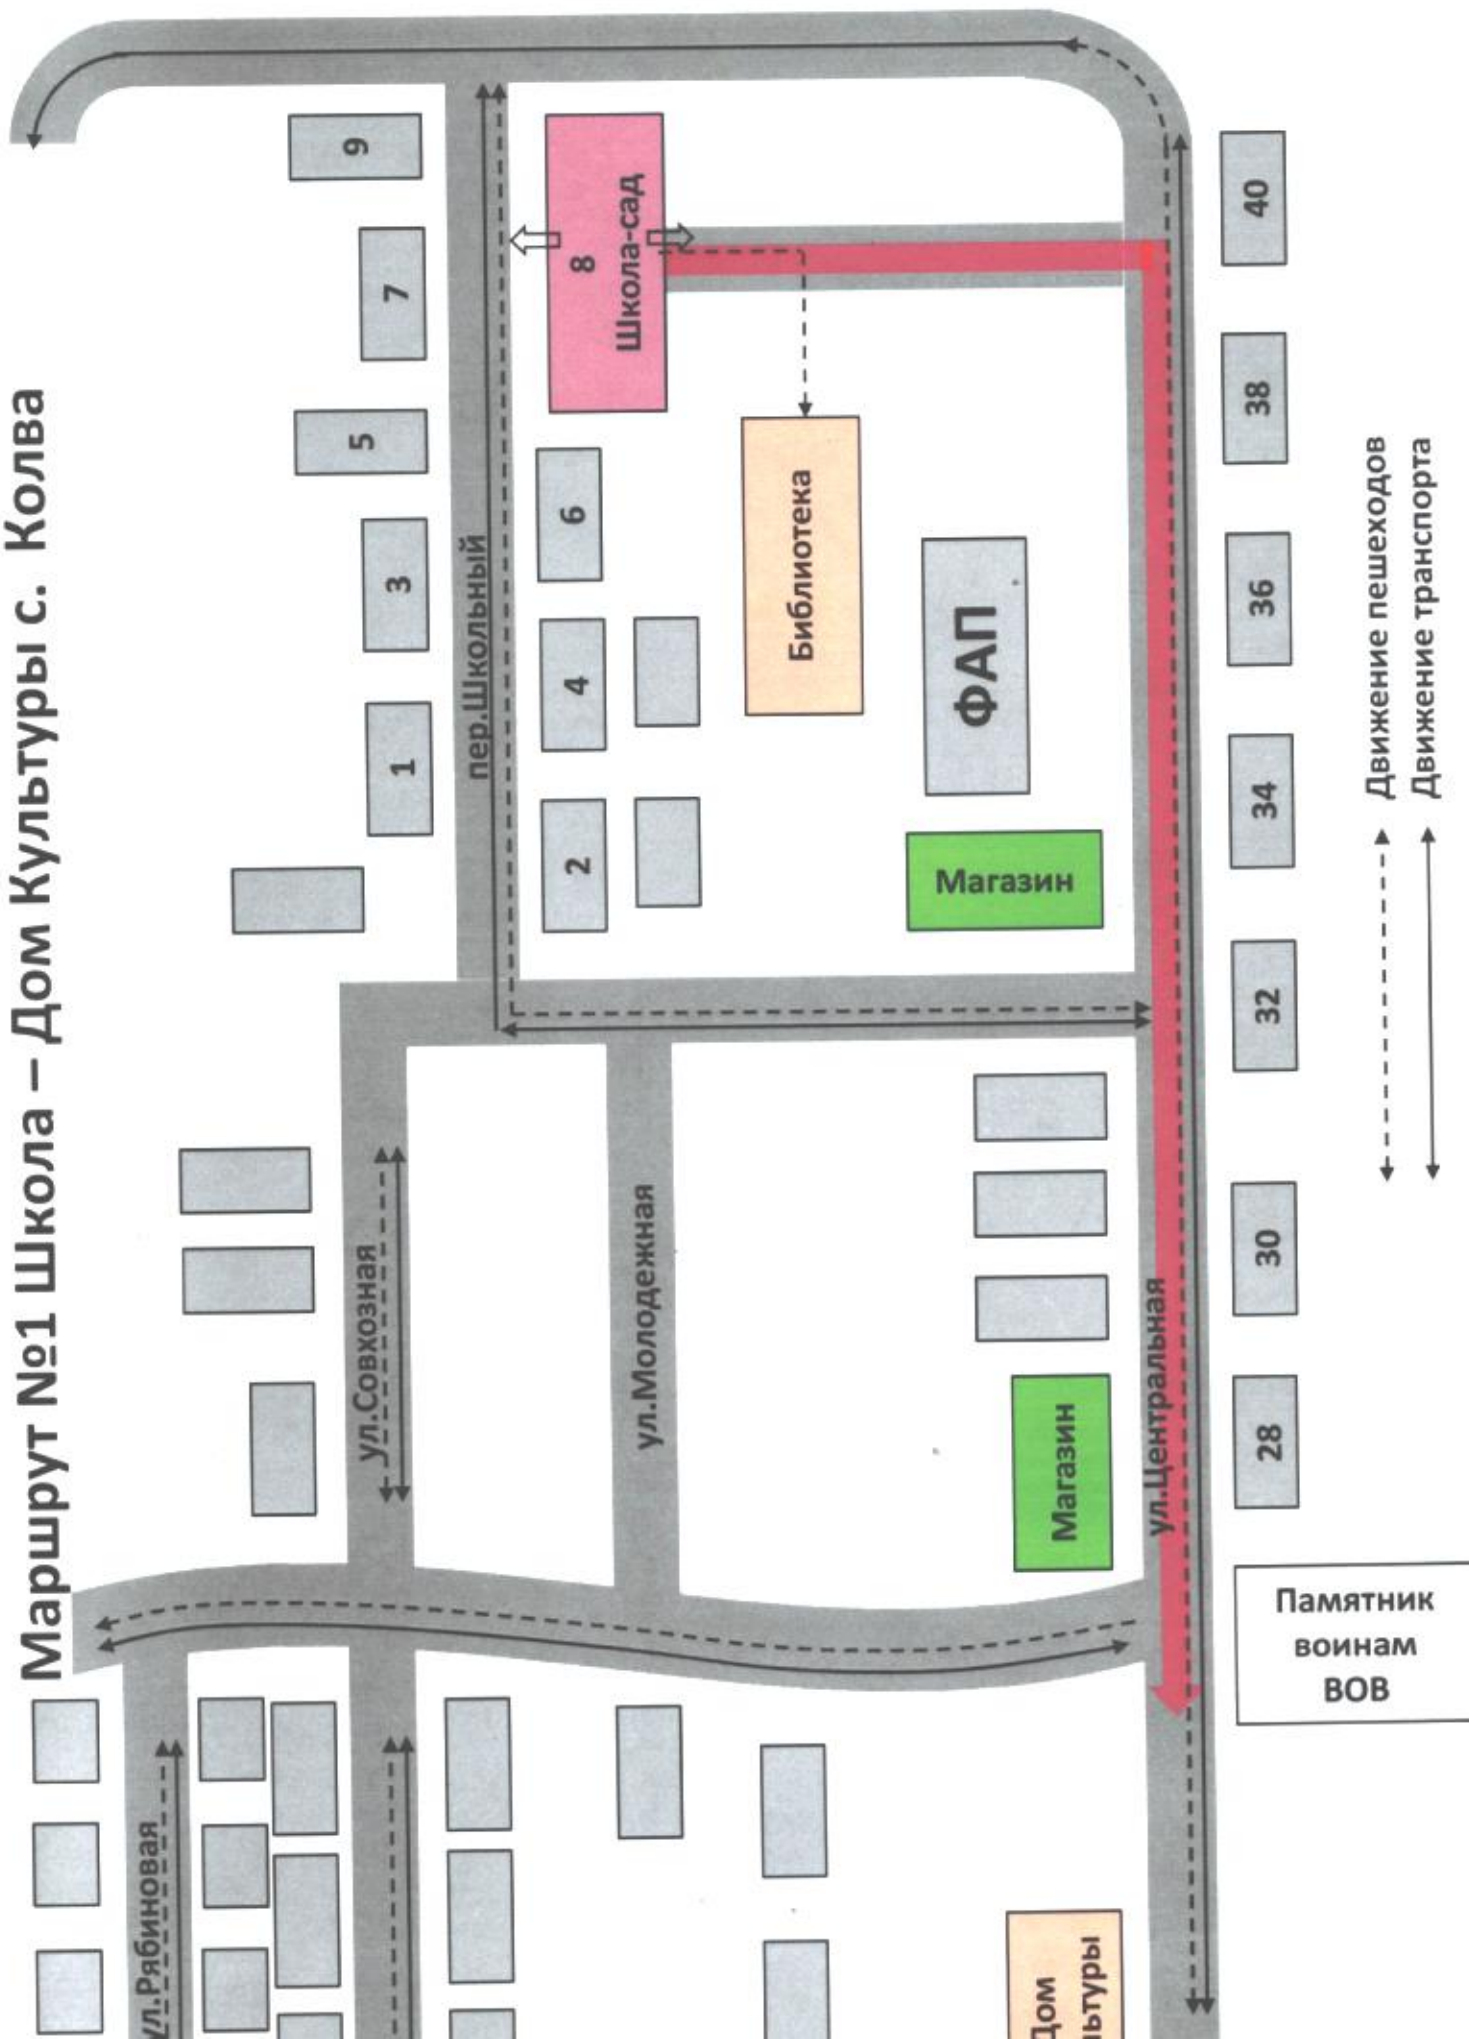 Маршрут №1 Школа – Дом Культуры с. Колва
9
7
5
3
1
пер.Школьный
8
Школа-сад
6
4
2
Библиотека
ФАП
Магазин
40
38
36
34
32
30
28
ул.Совхозная
ул.Молодежная
Магазин
ул.Центральная
Памятник
воинам
ВОВ
ул.Рябиновая
Дом
льтуры
Движение пешеходов
Движение транспорта